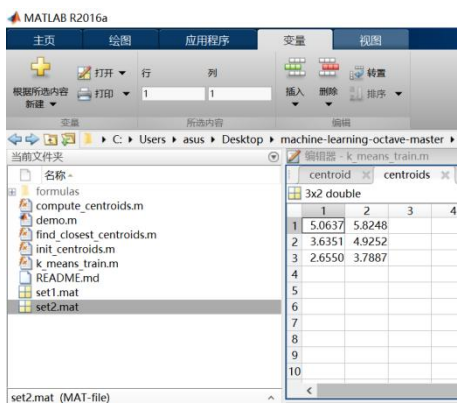 MATLAB R2016a
主页 绘图 应用程序 变量 视图
根据所选内容新建 打开 打印 行 列 1 1 插入 删除 转置 排序
变量 所选内容 编辑
C: Users asus Desktop machine-learning-octave-master
当前文件夹 编辑器 - k_means_train.m
名称 centroid centroids
formulas 3x2 double
compute_centroids.m 1 2 3 4
demo.m 1 5.0637 5.8248
find_closest_centroids.m 2 3.6351 4.9252
init_centroids.m 3 2.6550 3.7887
k_means_train.m 4
README.md 5
set1.mat 6
set2.mat 7
8
9
10
set2.mat (MAT-file)